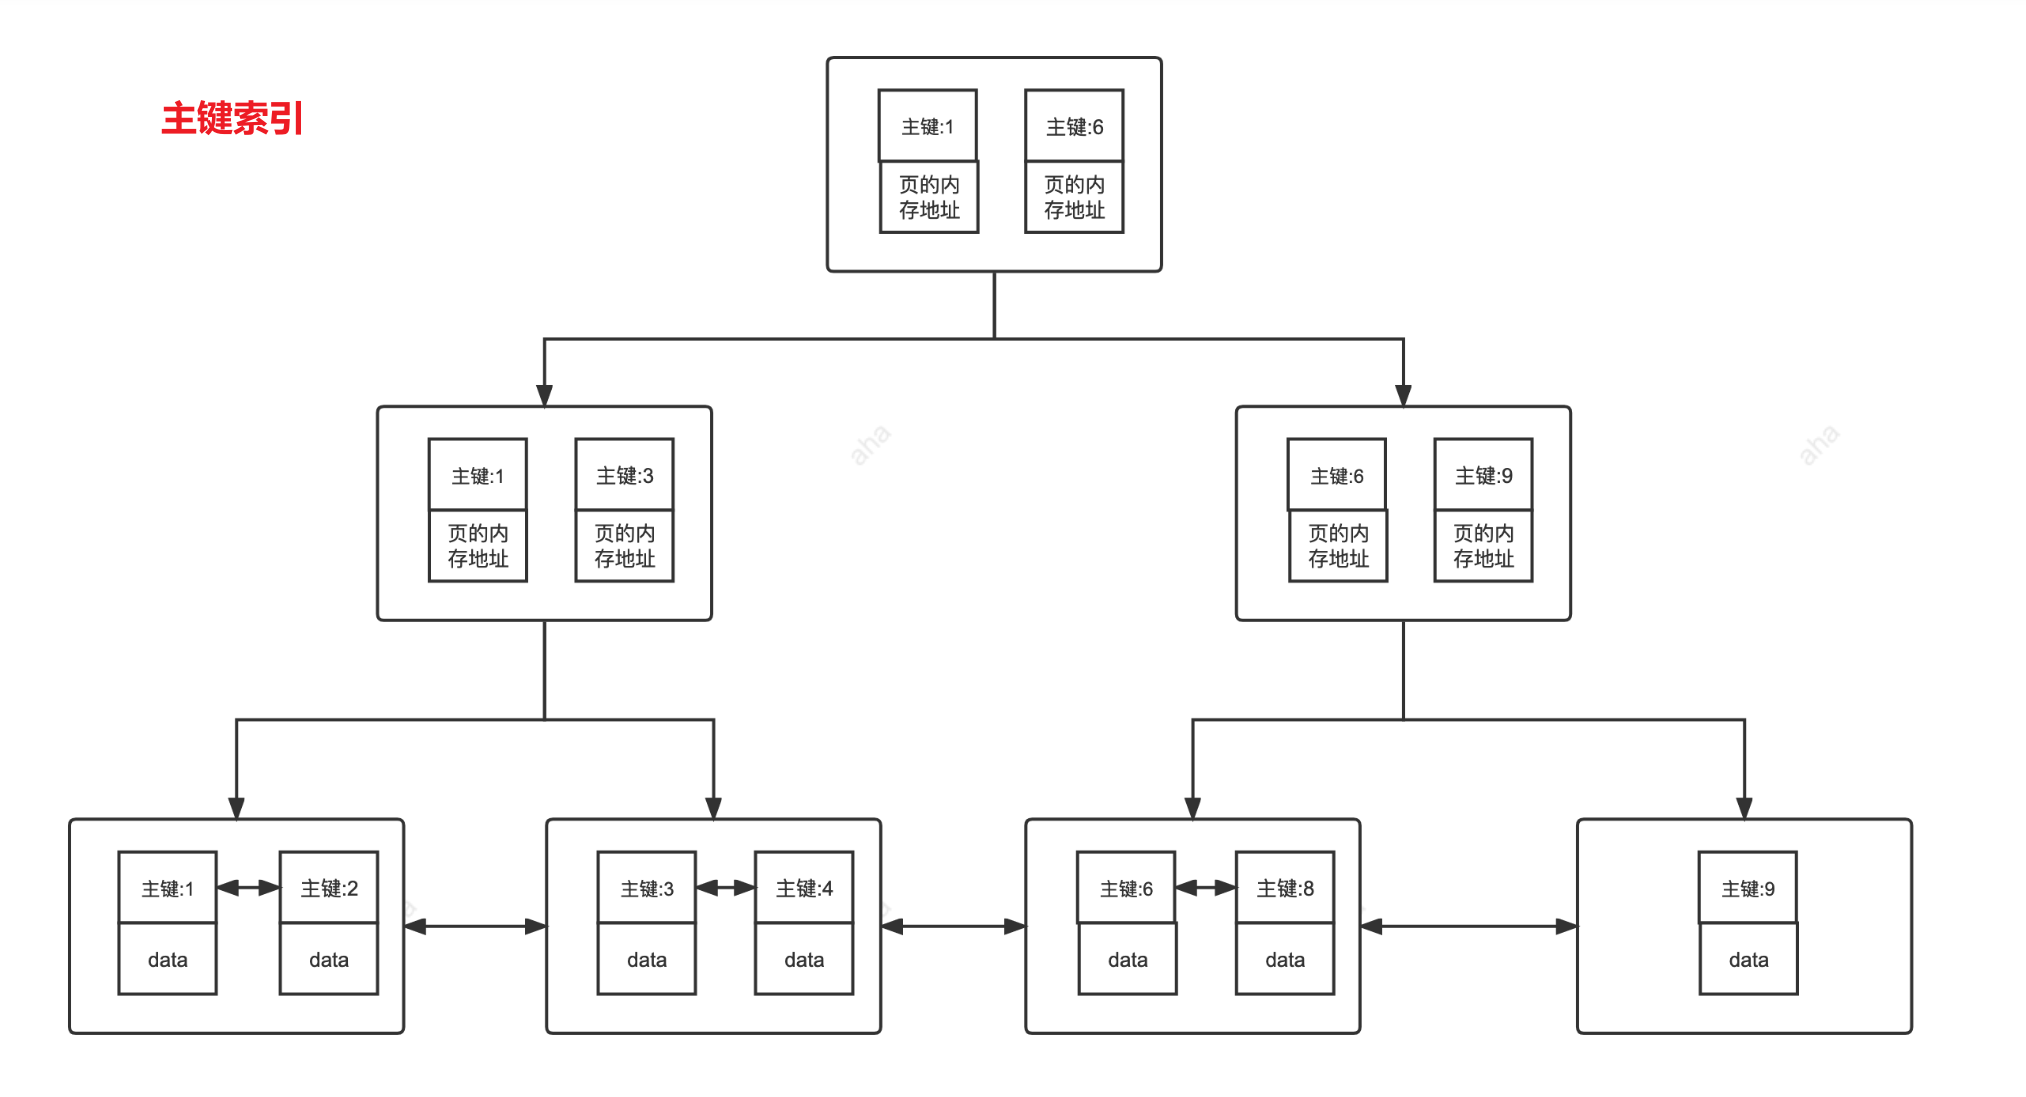 主键索引
主键:1
主键:6
页的内
存地址
页的内
存地址
主键:1
主键:3
页的内
存地址
页的内
存地址
aha
主键:6
主键:9
页的内
存地址
页的内
存地址
aha
主键:1
主键:2
data
data
主键:3
主键:4
data
data
主键:6
主键:8
data
data
主键:9
data